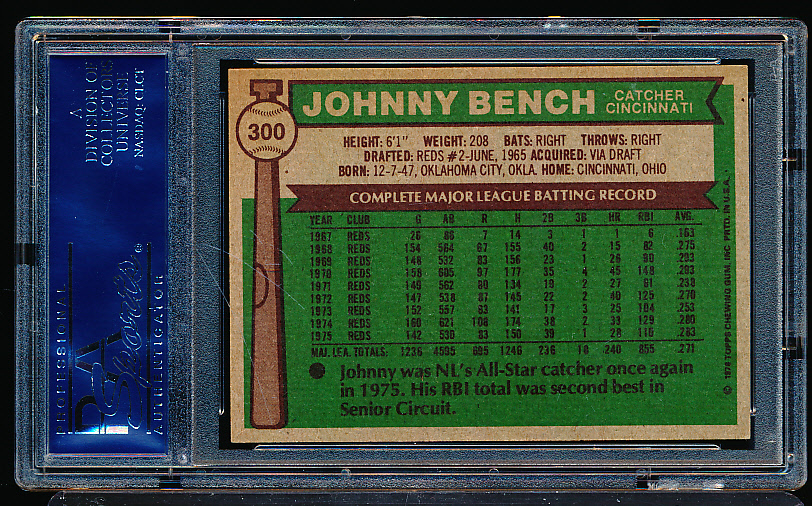 A
DIVISION OF
COLLECTORS
UNIVERSE
NASDAQ: CLCT
PROFESSIONAL
PSA
Sports
AUTHENTICATOR
®
300
JOHNNY BENCH
CATCHER
CINCINNATI
HEIGHT: 6'1" WEIGHT: 208 BATS: RIGHT THROWS: RIGHT
DRAFTED: REDS #2-JUNE, 1965 ACQUIRED: VIA DRAFT
BORN: 12-7-47, OKLAHOMA CITY, OKLA. HOME: CINCINNATI, OHIO
COMPLETE MAJOR LEAGUE BATTING RECORD
YEAR CLUB G AB R H 2B 3B HR RBI AVG.
1967 REDS 26 86 7 14 3 1 1 6 .163
1968 REDS 154 564 67 155 40 2 15 82 .275
1969 REDS 148 532 83 156 23 1 26 90 .293
1970 REDS 158 605 97 177 35 4 45 148 .293
1971 REDS 149 562 80 134 19 2 27 61 .238
1972 REDS 147 538 87 145 22 2 40 125 .270
1973 REDS 152 557 83 141 17 3 25 104 .253
1974 REDS 160 621 108 174 38 2 33 129 .280
1975 REDS 142 530 83 150 39 1 28 110 .283
MAJ. LEA. TOTALS: 1236 4595 695 1246 236 18 240 855 .271
Johnny was NL's All-Star catcher once again
in 1975. His RBI total was second best in
Senior Circuit.
TOPPS CHEWING GUM, INC. PRTD. IN U.S.A.